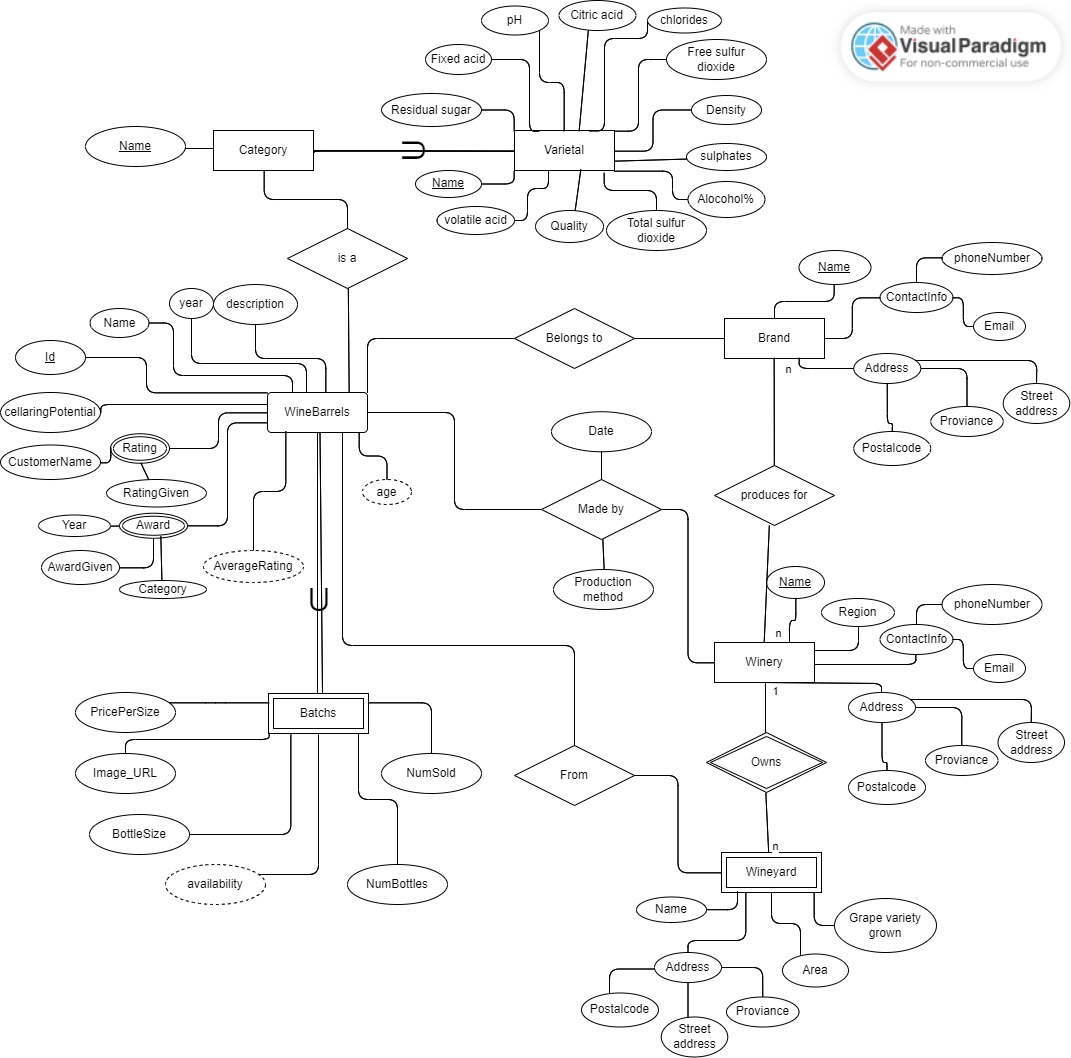 Citric acid
pH
chlorides
Made with
Visual Paradigm
For non-commercial use
Fixed acid
Free sulfur
dioxide
Residual sugar
Density
Name
Category
Varietal
sulphates
Name
Alocohol%
volatile acid
Quality
Total sulfur
dioxide
is a
phoneNumber
Name
ContactInfo
year
description
Name
Email
Belongs to
Brand
Id
n
Address
Street
address
cellaringPotential
WineBarrels
Proviance
Date
Rating
Postalcode
CustomerName
RatingGiven
age
produces for
Made by
Year
Award
AwardGiven
AverageRating
Category
Production
method
Name
Region
phoneNumber
n
ContactInfo
Winery
Email
1
PricePerSize
Batchs
Address
Street
address
Image_URL
NumSold
From
Owns
Proviance
Postalcode
BottleSize
n
availability
NumBottles
Wineyard
Name
Grape variety
grown
Address
Area
Postalcode
Proviance
Street
address